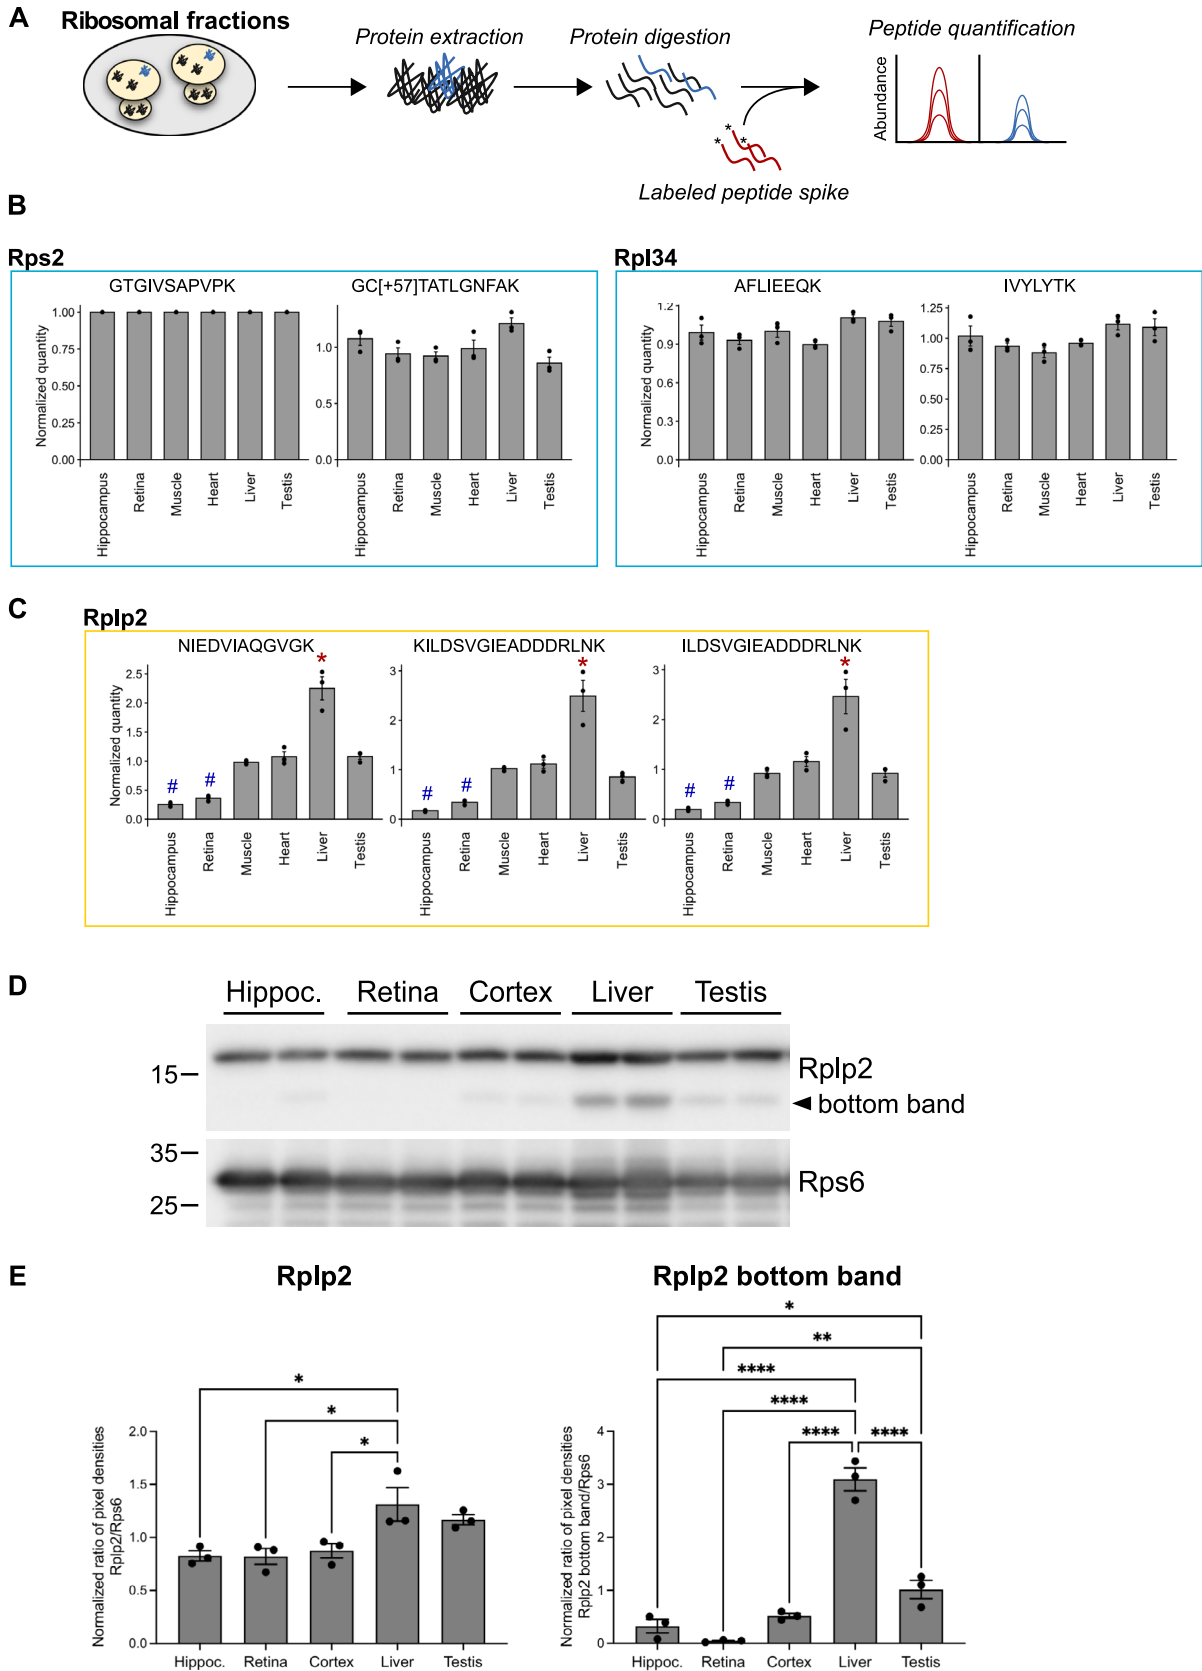 A
Ribosomal fractions
Protein extraction
Protein digestion
Peptide quantification
Abundance
* * *
Labeled peptide spike
B
Rps2
GTGIVSAPVPK
GC[+57]TATLGNFAK
Normalized quantity
1.00
0.75
0.50
0.25
0.00
Hippocampus
Retina
Muscle
Heart
Liver
Testis
1.0
0.5
0.0
Hippocampus
Retina
Muscle
Heart
Liver
Testis
Rpl34
AFLIEEQK
IVYLYTK
Normalized quantity
1.2
0.9
0.6
0.3
0.0
Hippocampus
Retina
Muscle
Heart
Liver
Testis
1.25
1.00
0.75
0.50
0.25
0.00
Hippocampus
Retina
Muscle
Heart
Liver
Testis
C
Rplp2
NIEDVIAQGVGK
KILDSVGIEADDDRLNK
ILDSVGIEADDDRLNK
Normalized quantity
2.5
2.0
1.5
1.0
0.5
0.0
# # *
Hippocampus
Retina
Muscle
Heart
Liver
Testis
3
2
1
0
# # *
Hippocampus
Retina
Muscle
Heart
Liver
Testis
3
2
1
0
# # *
Hippocampus
Retina
Muscle
Heart
Liver
Testis
D
Hippoc. Retina Cortex Liver Testis
15
Rplp2
bottom band
35
25
Rps6
E
Rplp2
Normalized ratio of pixel densities
Rplp2/Rps6
2.0
1.5
1.0
0.5
0.0
*
*
*
Hippoc. Retina Cortex Liver Testis
Rplp2 bottom band
Normalized ratio of pixel densities
Rplp2 bottom band/Rps6
4
3
2
1
0
*
**
****
****
**** ****
Hippoc. Retina Cortex Liver Testis